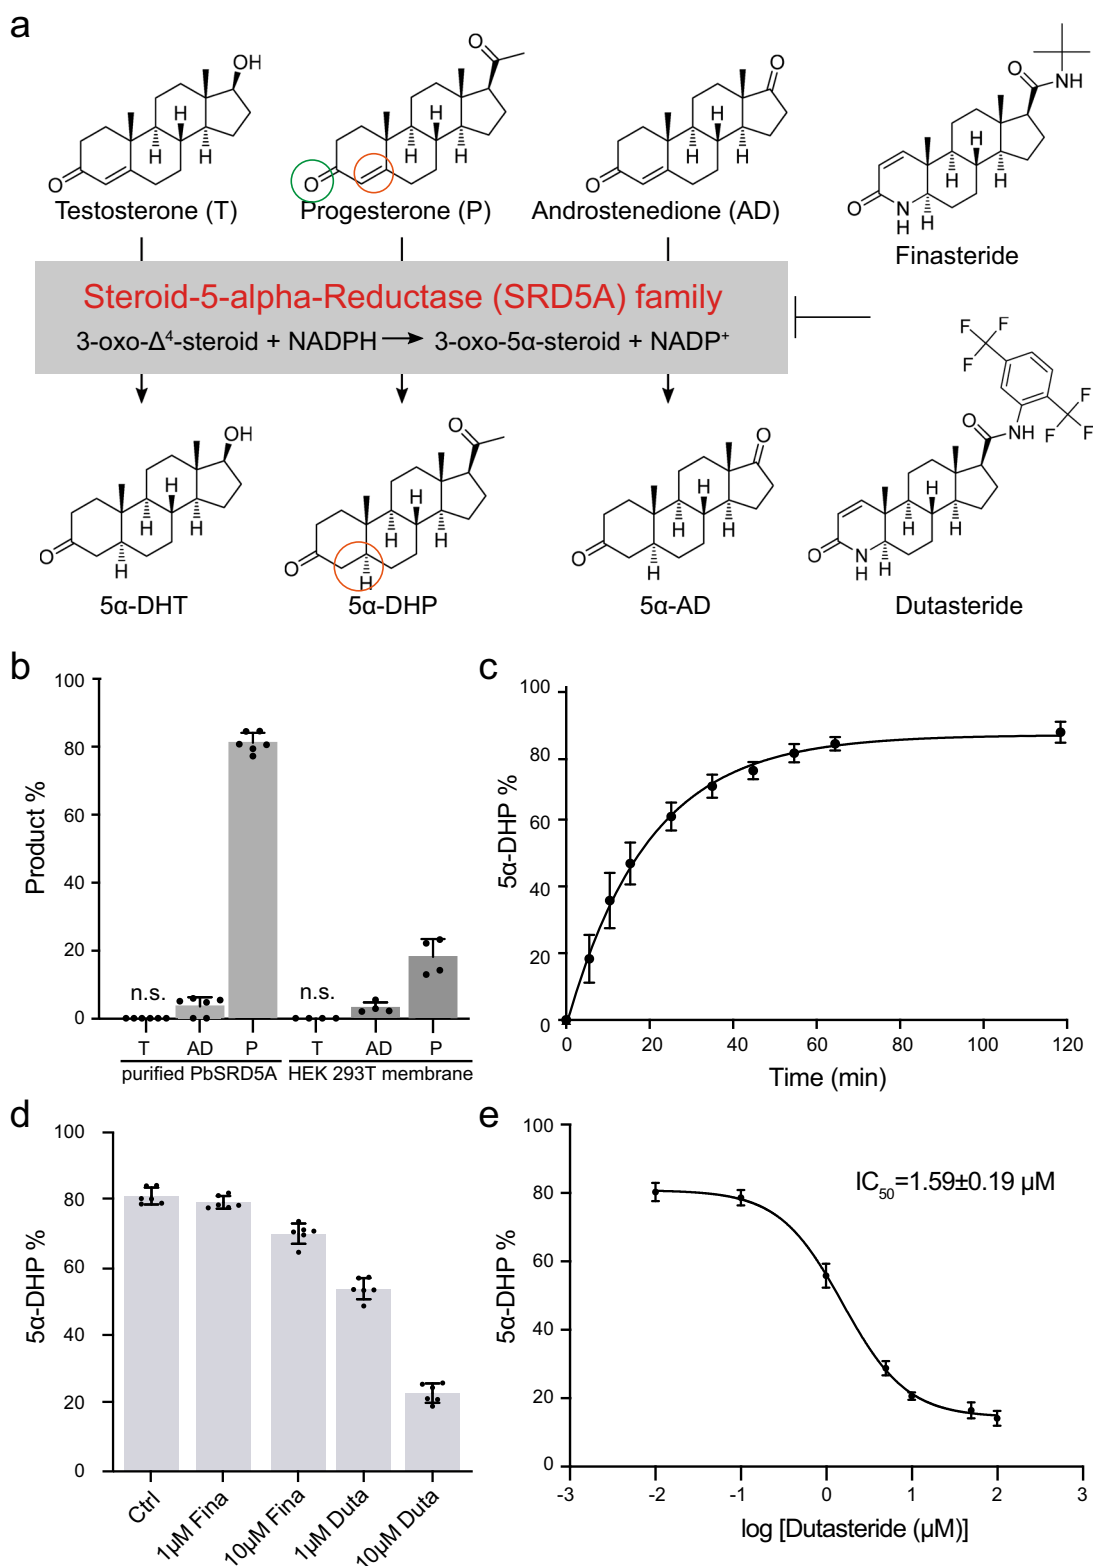 a
OH
O
H
H
H
Testosterone (T)
O
O
H
H
H
Progesterone (P)
O
O
H
H
H
Androstenedione (AD)
O
NH
O
N
H
H
H
H
H
Finasteride
Steroid-5-alpha-Reductase (SRD5A) family
3-oxo-Δ⁴-steroid + NADPH → 3-oxo-5α-steroid + NADP⁺
OH
O
H
H
H
H
5α-DHT
O
O
H
H
H
H
5α-DHP
O
O
H
H
H
H
5α-AD
F
F
F
F
F
F
O
NH
O
N
H
H
H
H
H
Dutasteride
b
Product %
100
80
60
40
20
0
n.s.
n.s.
T AD P T AD P
purified PbSRD5A HEK 293T membrane
c
5α-DHP %
100
80
60
40
20
0
0 20 40 60 80 100 120
Time (min)
d
5α-DHP %
100
80
60
40
20
0
Ctrl
1μM Fina
10μM Fina
1μM Duta
10μM Duta
e
5α-DHP %
100
80
60
40
20
0
IC₅₀=1.59±0.19 μM
-3 -2 -1 0 1 2 3
log [Dutasteride (μM)]